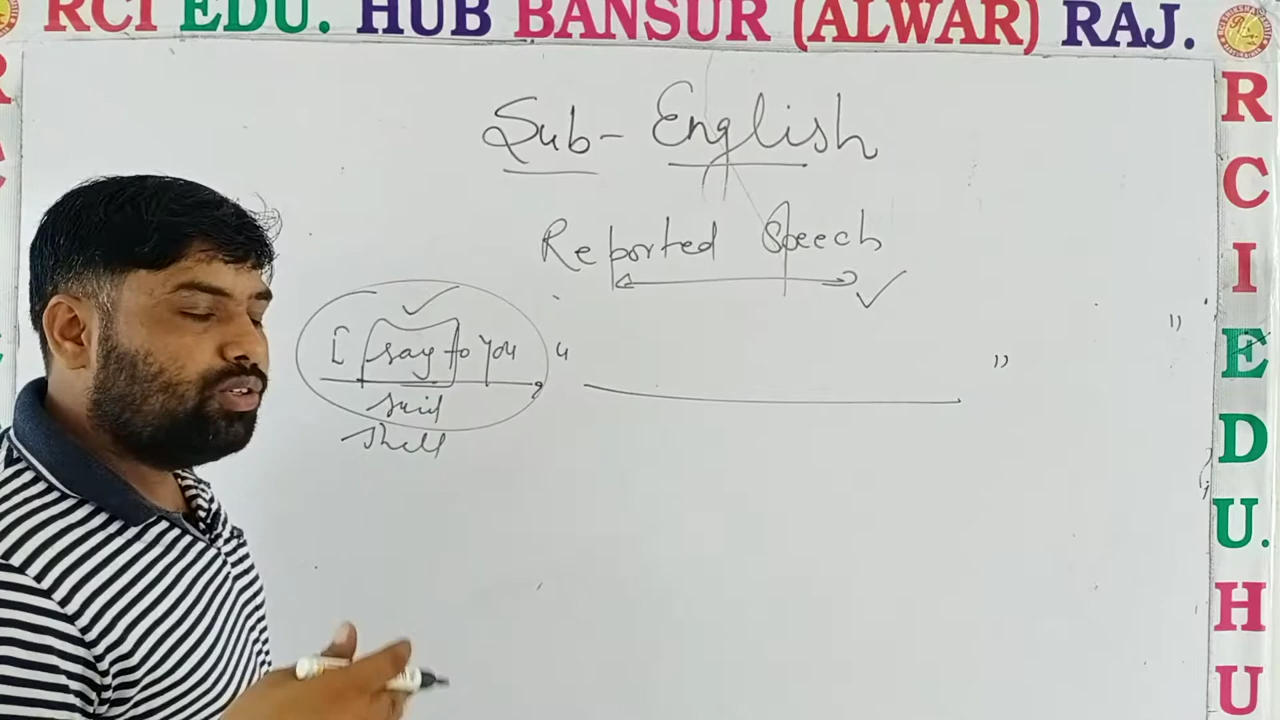 RCI EDU. HUB BANSUR (ALWAR) RAJ.
Sub- English
Reported Speech
I say to you “ ”
said
shall
R
C
I
E
D
U.
H
U